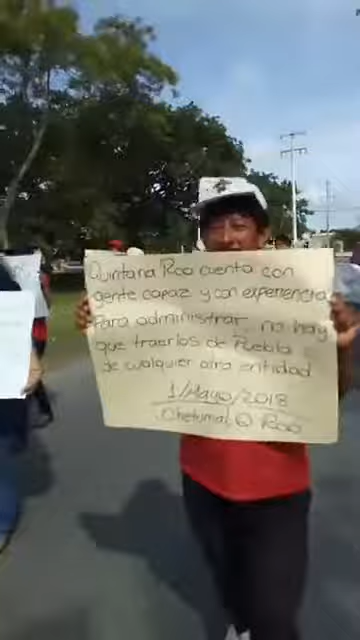 Quintana Roo cuenta con
gente capaz y con experiencia
Para administrar.. no hay
que traerlos de Puebla o
de cualquier otra entidad
1/Mayo/2018
Chetumal Q Roo